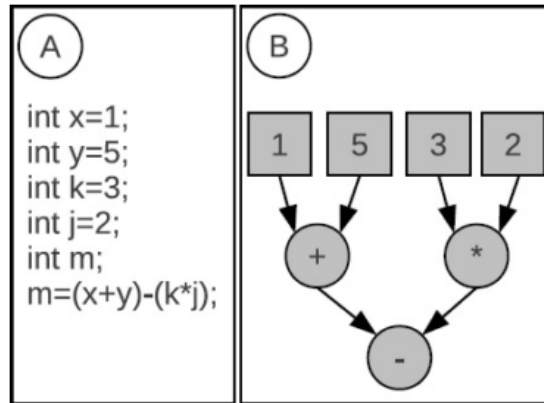 A
int x=1;
int y=5;
int k=3;
int j=2;
int m;
m=(x+y)-(k*j);
B
1 5 3 2
+ *
-